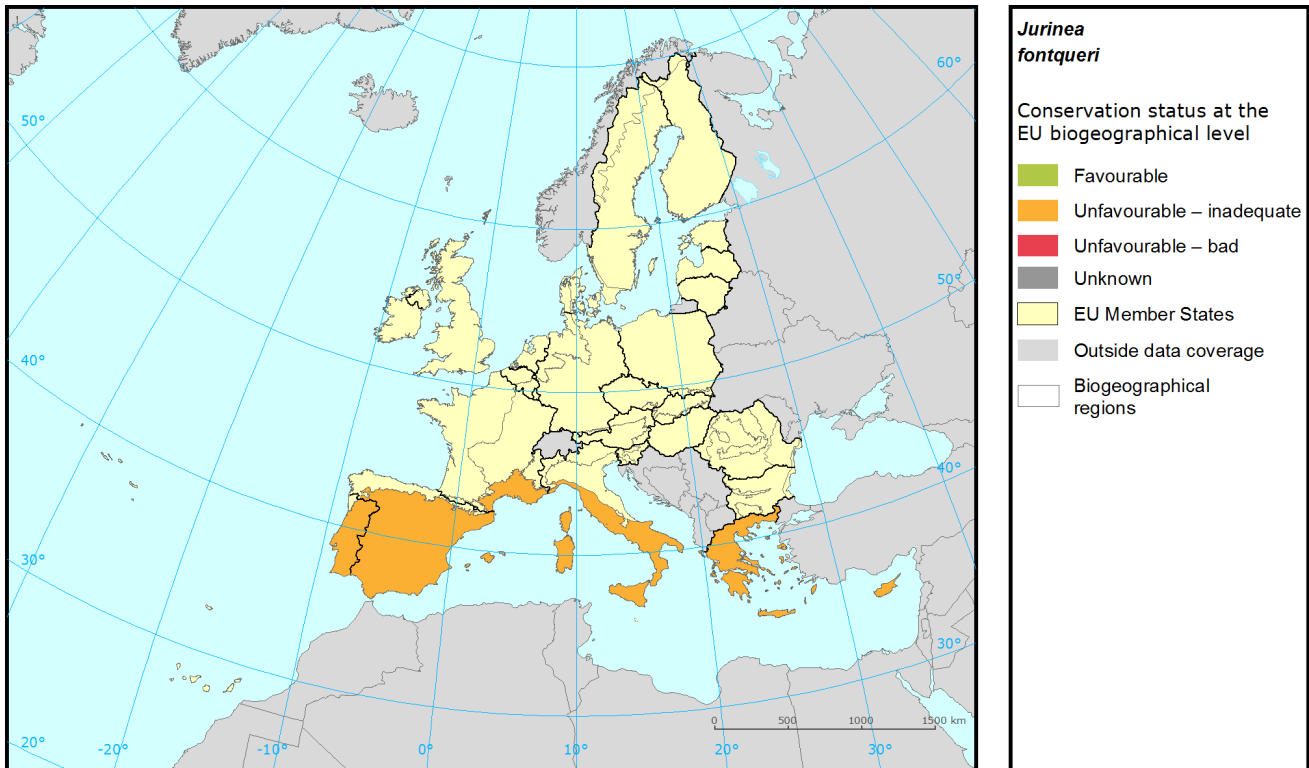 Jurinea
fontqueri
Conservation status at the
EU biogeographical level
Favourable
Unfavourable – inadequate
Unfavourable – bad
Unknown
EU Member States
Outside data coverage
Biogeographical
regions
60°
50°
50°
40°
40°
30°
30°
20°
-20°
-10°
0°
10°
20°
30°
0
500
1000
1500 km